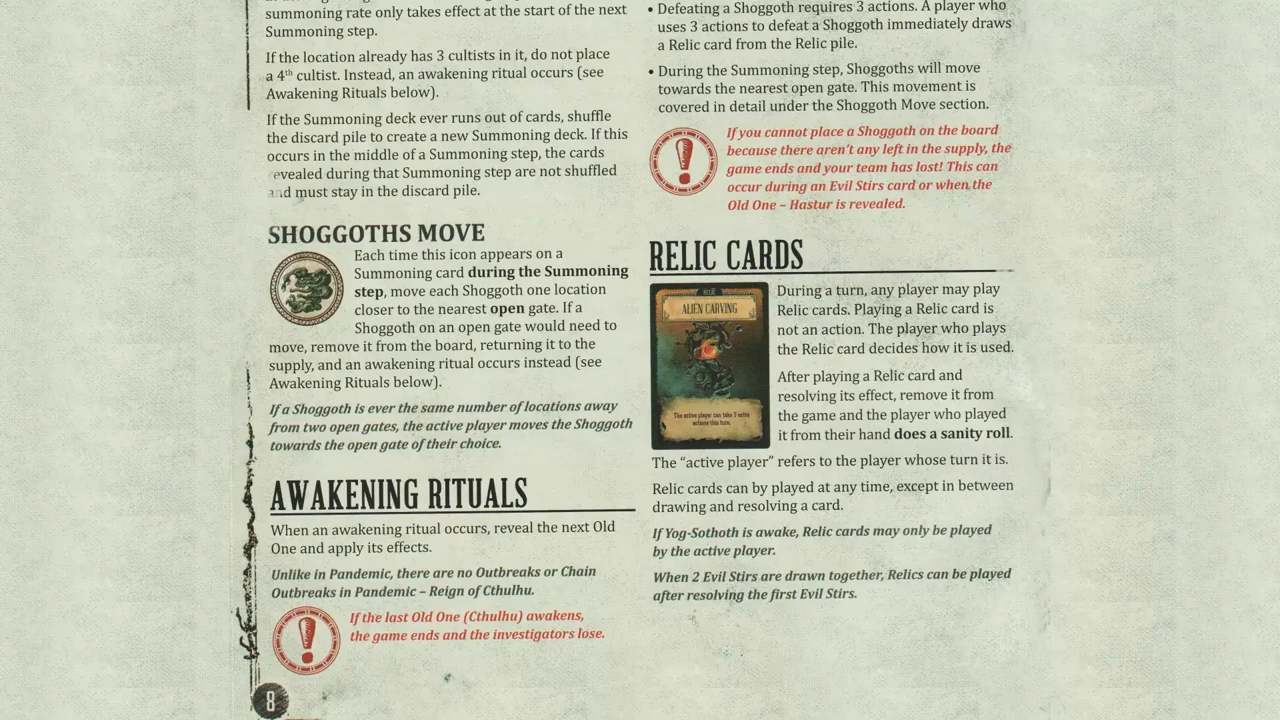 summoning rate only takes effect at the start of the next
Summoning step.
If the location already has 3 cultists in it, do not place
a 4th cultist. Instead, an awakening ritual occurs (see
Awakening Rituals below).
If the Summoning deck ever runs out of cards, shuffle
the discard pile to create a new Summoning deck. If this
occurs in the middle of a Summoning step, the cards
evealed during that Summoning step are not shuffled
and must stay in the discard pile.
SHOGGOTHS MOVE
Each time this icon appears on a
Summoning card during the Summoning
step, move each Shoggoth one location
closer to the nearest open gate. If a
Shoggoth on an open gate would need to
move, remove it from the board, returning it to the
supply, and an awakening ritual occurs instead (see
Awakening Rituals below).
If a Shoggoth is ever the same number of locations away
from two open gates, the active player moves the Shoggoth
towards the open gate of their choice.
AWAKENING RITUALS
When an awakening ritual occurs, reveal the next Old
One and apply its effects.
Unlike in Pandemic, there are no Outbreaks or Chain
Outbreaks in Pandemic – Reign of Cthulhu.
If the last Old One (Cthulhu) awakens,
the game ends and the investigators lose.
8
• Defeating a Shoggoth requires 3 actions. A player who
uses 3 actions to defeat a Shoggoth immediately draws
a Relic card from the Relic pile.
• During the Summoning step, Shoggoths will move
towards the nearest open gate. This movement is
covered in detail under the Shoggoth Move section.
If you cannot place a Shoggoth on the board
because there aren't any left in the supply, the
game ends and your team has lost! This can
occur during an Evil Stirs card or when the
Old One – Hastur is revealed.
RELIC CARDS
RELIC
ALIEN CARVING
The active player can take 3 extra
actions this turn.
During a turn, any player may play
Relic cards. Playing a Relic card is
not an action. The player who plays
the Relic card decides how it is used.
After playing a Relic card and
resolving its effect, remove it from
the game and the player who played
it from their hand does a sanity roll.
The “active player” refers to the player whose turn it is.
Relic cards can by played at any time, except in between
drawing and resolving a card.
If Yog-Sothoth is awake, Relic cards may only be played
by the active player.
When 2 Evil Stirs are drawn together, Relics can be played
after resolving the first Evil Stirs.